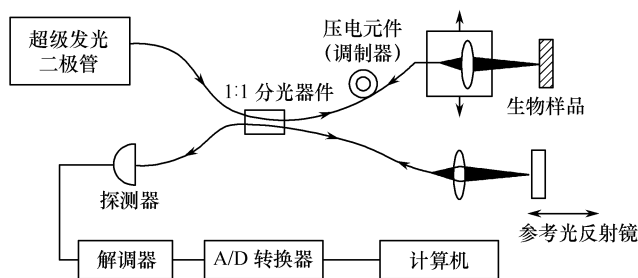 超级发光
二极管
压电元件
(调制器)
1:1 分光器件
生物样品
探测器
参考光反射镜
解调器
A/D 转换器
计算机